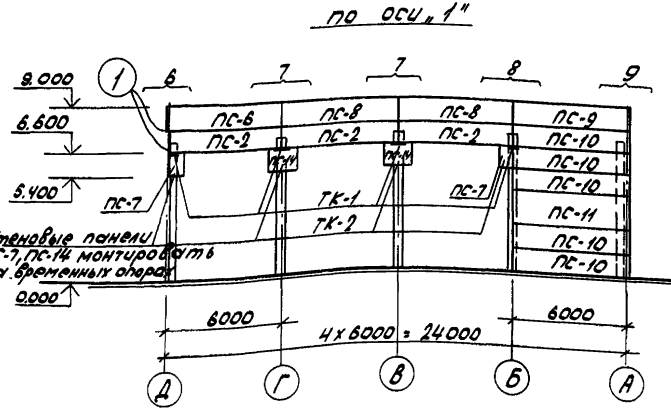 по оси „1"
6 7 7 8 9
9.000
1
ПС-6 ПС-8 ПС-8 ПС-9
6.600
ПС-2 ПС-2 ПС-2 ПС-10
ПС-14 ПС-14 ПС-10
5.400
ПС-7 ТК-1 ПС-7 ПС-10
ТК-2 ПС-11
теновые панели
С-7, ПС-14 монтировать
а временных опорах
ПС-10
ПС-10
0.000
6000 6000
4 х 6000 = 24000
Д Г В Б А